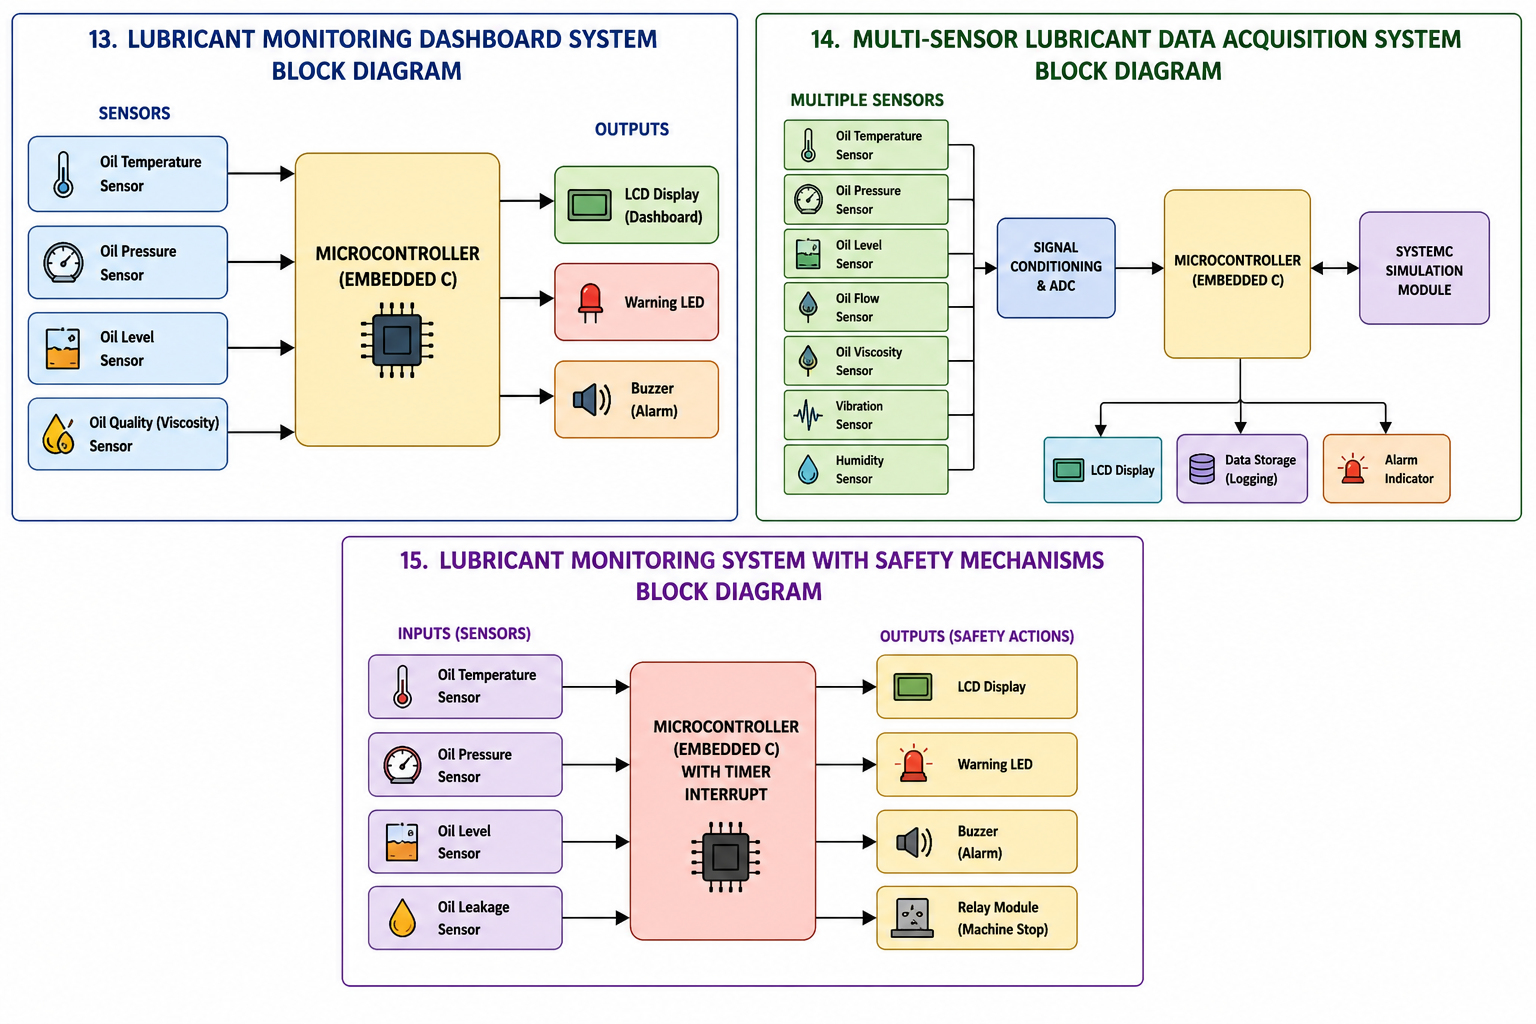 13. LUBRICANT MONITORING DASHBOARD SYSTEM
BLOCK DIAGRAM
SENSORS
Oil Temperature
Sensor
Oil Pressure
Sensor
Oil Level
Sensor
Oil Quality (Viscosity)
Sensor
MICROCONTROLLER
(EMBEDDED C)
OUTPUTS
LCD Display
(Dashboard)
Warning LED
Buzzer
(Alarm)
14. MULTI-SENSOR LUBRICANT DATA ACQUISITION SYSTEM
BLOCK DIAGRAM
MULTIPLE SENSORS
Oil Temperature
Sensor
Oil Pressure
Sensor
Oil Level
Sensor
Oil Flow
Sensor
Oil Viscosity
Sensor
Vibration
Sensor
Humidity
Sensor
SIGNAL
CONDITIONING
& ADC
MICROCONTROLLER
(EMBEDDED C)
SYSTEMC
SIMULATION
MODULE
LCD Display
Data Storage
(Logging)
Alarm
Indicator
15. LUBRICANT MONITORING SYSTEM WITH SAFETY MECHANISMS
BLOCK DIAGRAM
INPUTS (SENSORS)
Oil Temperature
Sensor
Oil Pressure
Sensor
Oil Level
Sensor
Oil Leakage
Sensor
MICROCONTROLLER
(EMBEDDED C)
WITH TIMER
INTERRUPT
OUTPUTS (SAFETY ACTIONS)
LCD Display
Warning LED
Buzzer
(Alarm)
Relay Module
(Machine Stop)